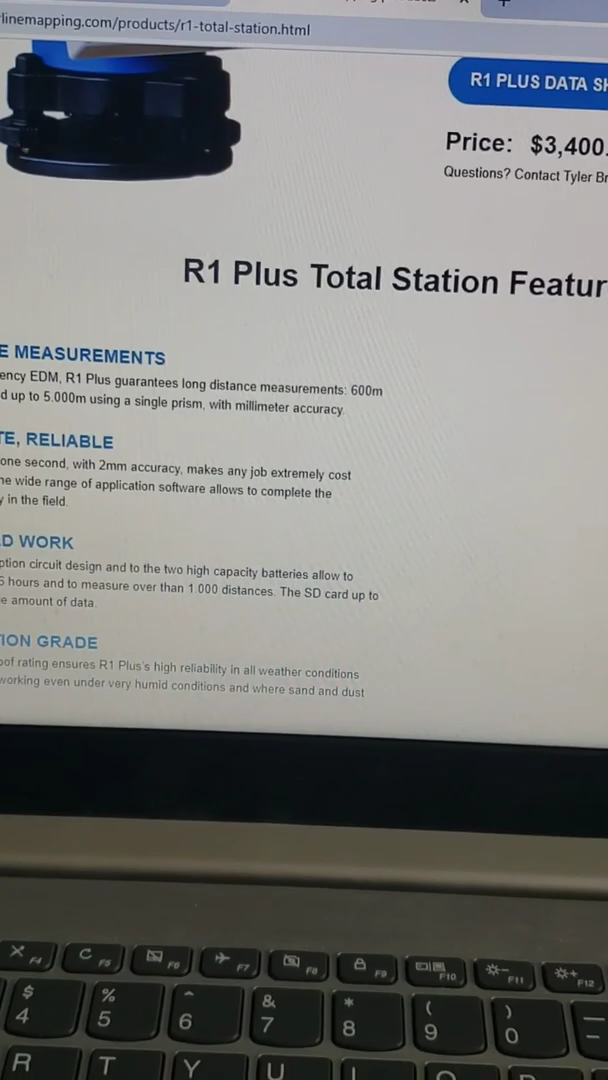 linemapping.com/products/r1-total-station.html
R1 PLUS DATA SH
Price: $3,400.
Questions? Contact Tyler Br
R1 Plus Total Station Featur
E MEASUREMENTS
ency EDM, R1 Plus guarantees long distance measurements: 600m
d up to 5.000m using a single prism, with millimeter accuracy.
TE, RELIABLE
one second, with 2mm accuracy, makes any job extremely cost
he wide range of application software allows to complete the
y in the field.
D WORK
ption circuit design and to the two high capacity batteries allow to
6 hours and to measure over than 1.000 distances. The SD card up to
e amount of data.
ION GRADE
oof rating ensures R1 Plus's high reliability in all weather conditions
working even under very humid conditions and where sand and dust
F4 F5 F6 F7 F8 F9 F10 F11 F12
$ % ^ & * ( )
4 5 6 7 8 9 0
R T Y U